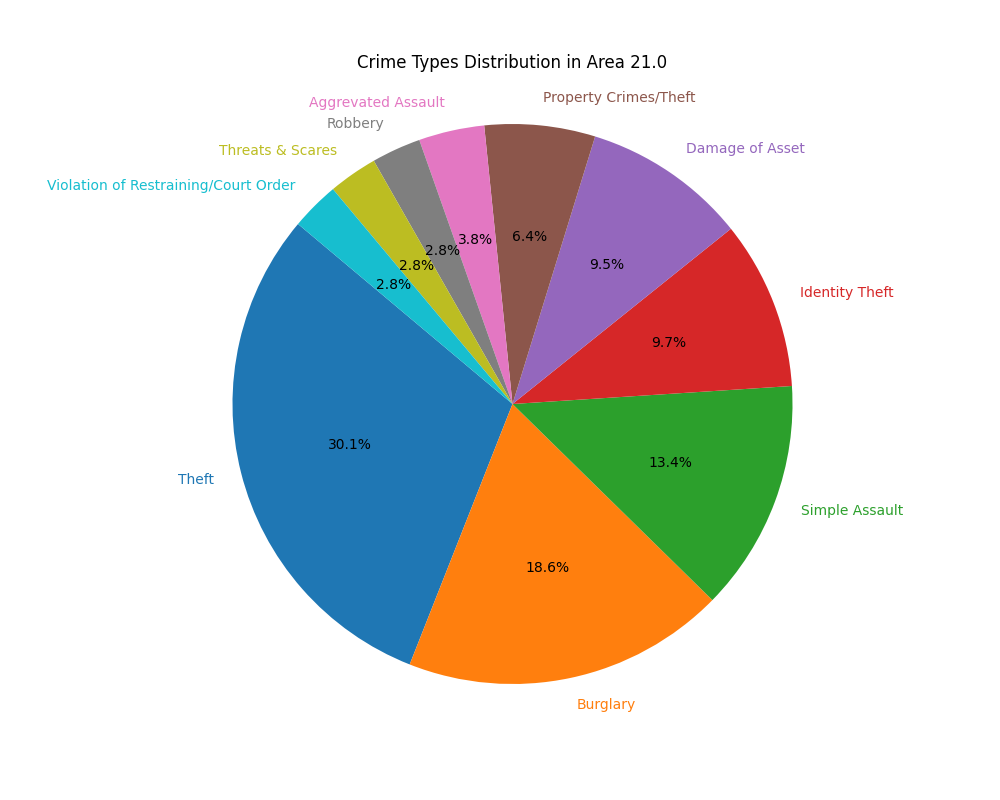 Crime Types Distribution in Area 21.0
Property Crimes/Theft
Aggrevated Assault
Robbery
Damage of Asset
Threats & Scares
Violation of Restraining/Court Order
6.4%
3.8%
2.8%
9.5%
2.8%
2.8%
Identity Theft
9.7%
30.1%
13.4%
Theft
Simple Assault
18.6%
Burglary